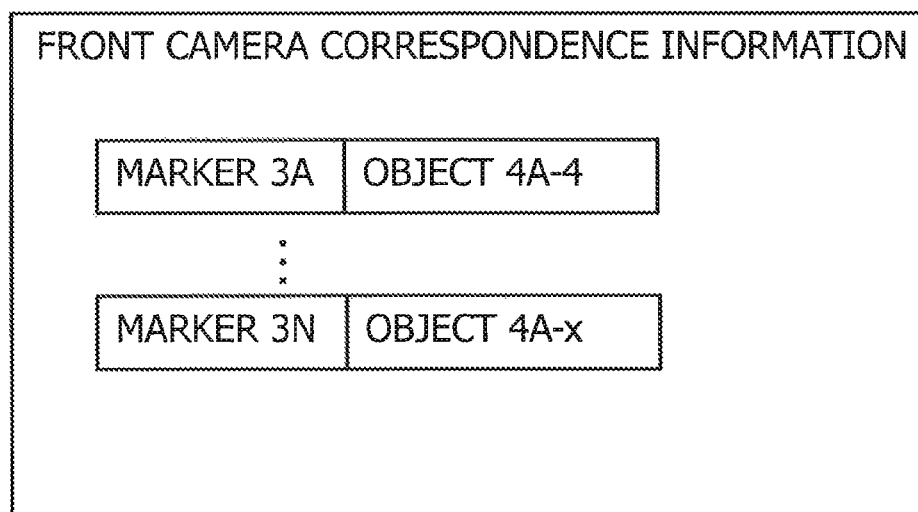 FRONT CAMERA CORRESPONDENCE INFORMATION
MARKER 3A OBJECT 4A-4
⋮
MARKER 3N OBJECT 4A-x